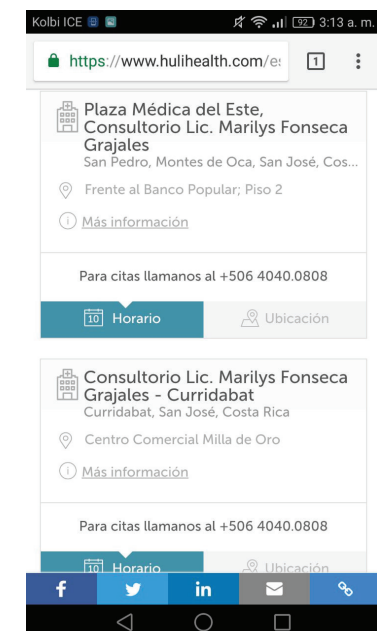 Kolbi ICE 92 3:13 a. m.
https://www.hulihealth.com/es 1
Plaza Médica del Este,
Consultorio Lic. Marilys Fonseca
Grajales
San Pedro, Montes de Oca, San José, Cos...
Frente al Banco Popular; Piso 2
Más información
Para citas llamanos al +506 4040.0808
10 Horario Ubicación
Consultorio Lic. Marilys Fonseca
Grajales - Curridabat
Curridabat, San José, Costa Rica
Centro Comercial Milla de Oro
Más información
Para citas llamanos al +506 4040.0808
10 Horario Ubicación
f in